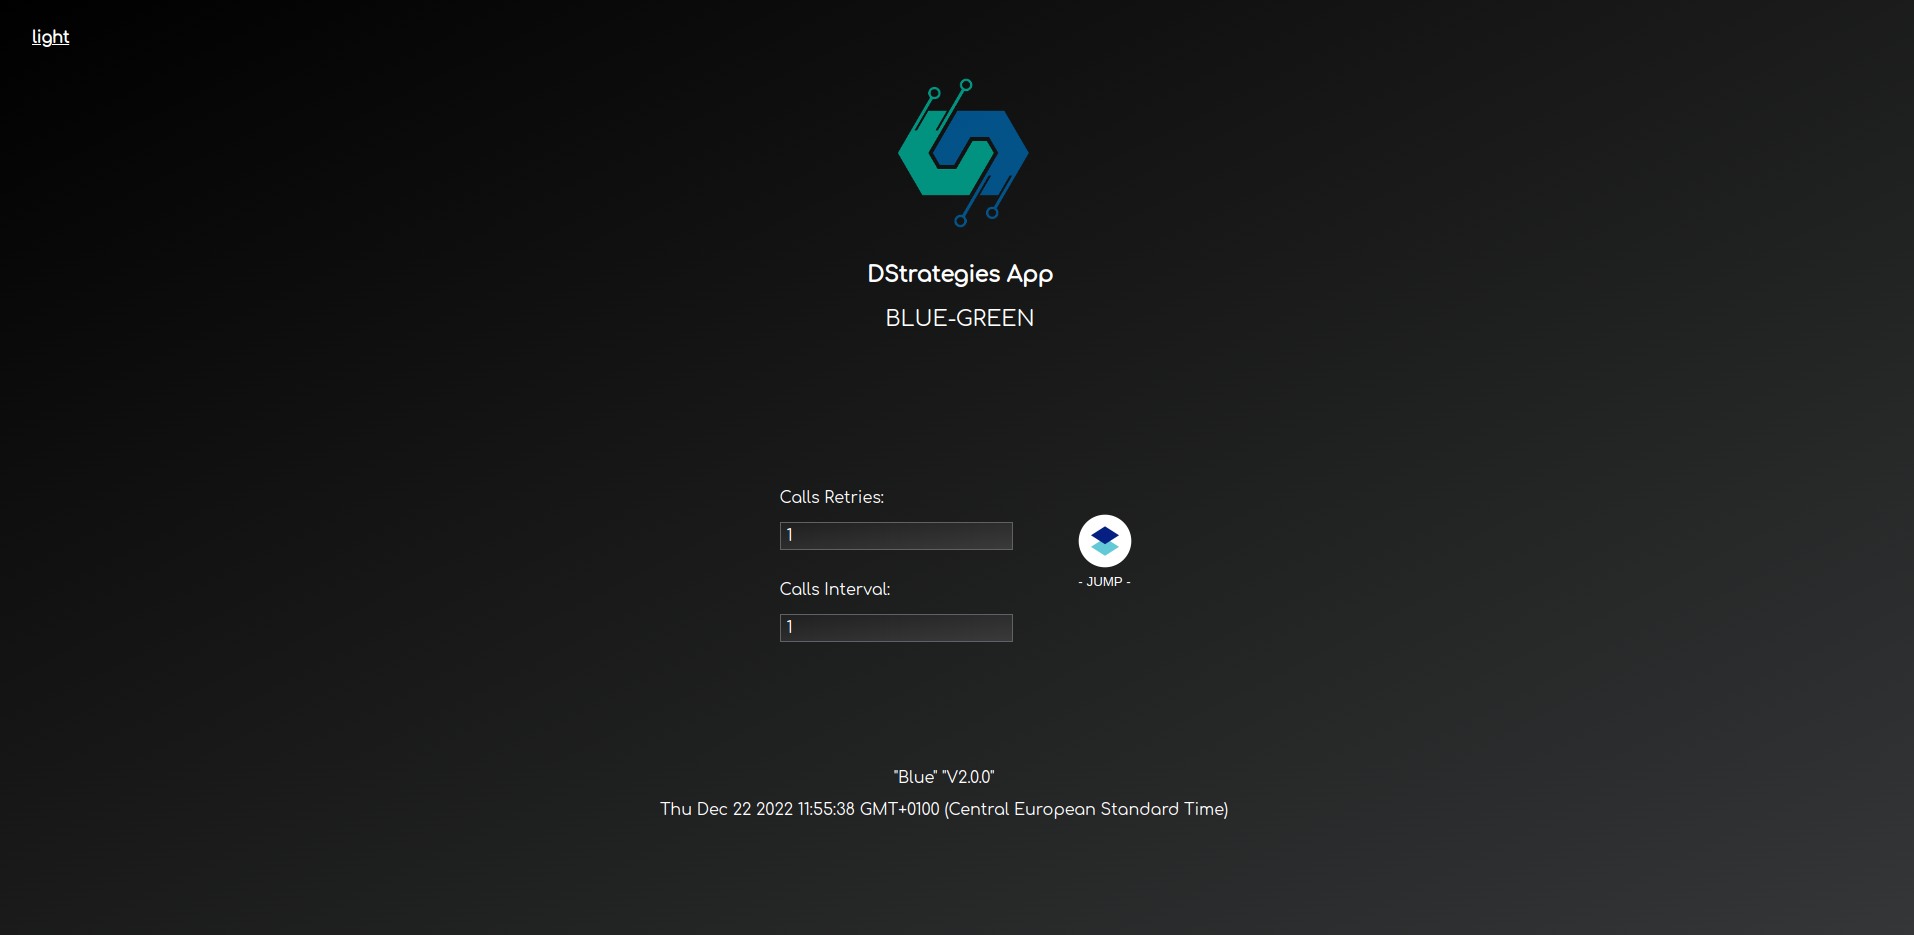 light
DStrategies App
BLUE-GREEN
Calls Retries:
1
- JUMP -
Calls Interval:
1
"Blue" "V2.0.0"
Thu Dec 22 2022 11:55:38 GMT+0100 (Central European Standard Time)